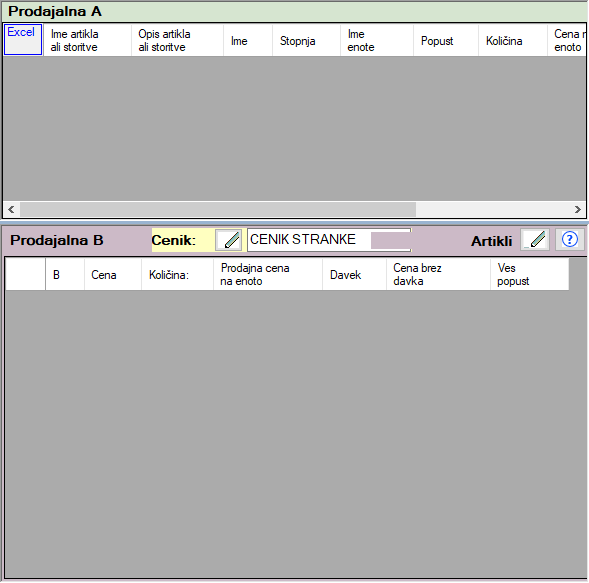 Prodajalna A
Excel
Ime artikla
ali storitve
Opis artikla
ali storitve
Ime
Stopnja
Ime
enote
Popust
Količina
Cena
enoto
Prodajalna B
Cenik:
CENIK STRANKE
Artikli
?
B
Cena
Količina:
Prodajna cena
na enoto
Davek
Cena brez
davka
Ves
popust